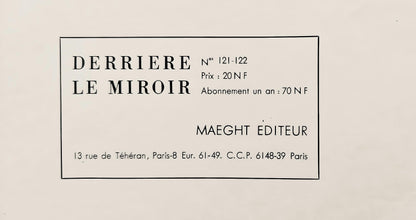 DERRIERE Nos 121-122
Prix : 20 N F
LE MIROIR Abonnement un an : 70 N F
MAEGHT EDITEUR
13 rue de Téhéran, Paris-8 Eur. 61-49. C.C.P. 6148-39 Paris